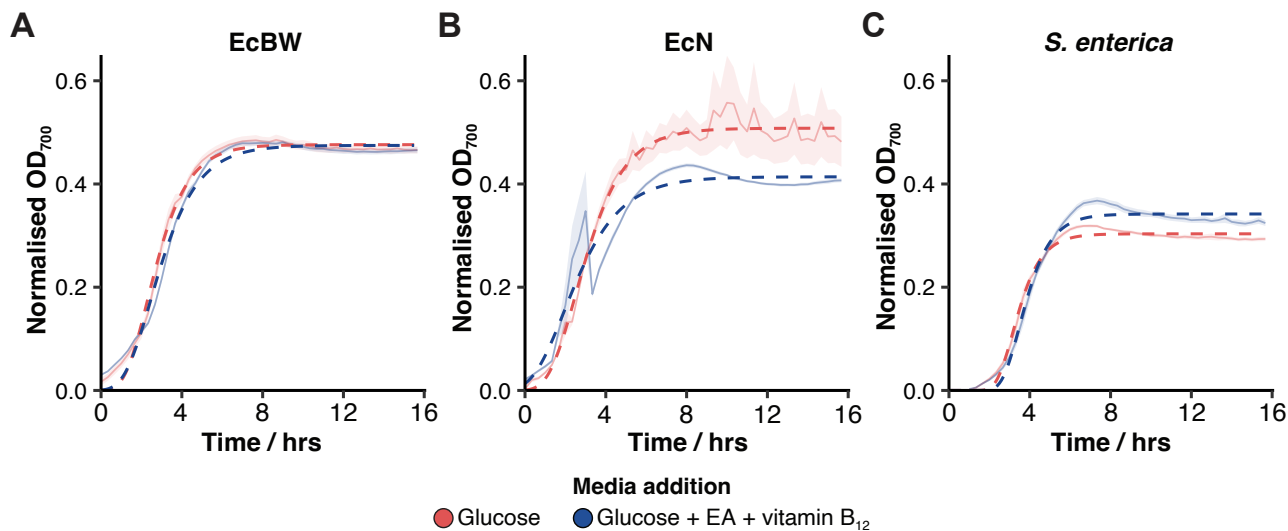 A
EcBW
Normalised OD700
0.6
0.4
0.2
0.0
0 4 8 12 16
Time / hrs
B
EcN
Normalised OD700
0.6
0.4
0.2
0.0
0 4 8 12 16
Time / hrs
C
S. enterica
Normalised OD700
0.6
0.4
0.2
0.0
0 4 8 12 16
Time / hrs
Media addition
Glucose Glucose + EA + vitamin B12